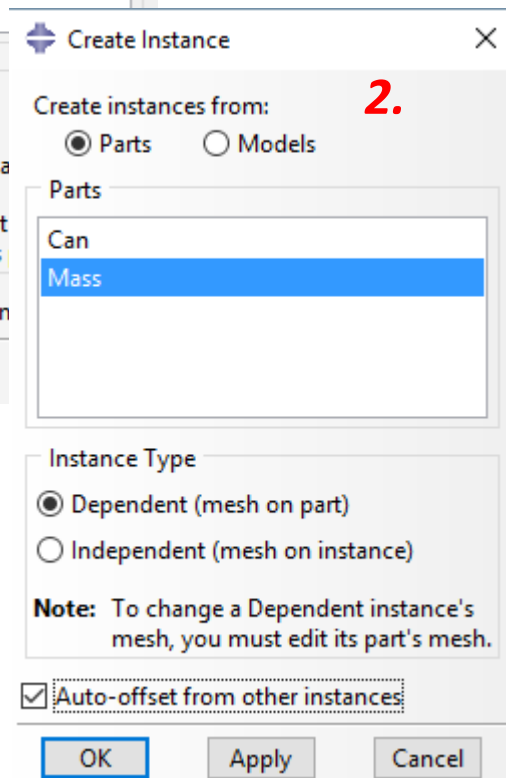 Create Instance
2.
Create instances from:
Parts Models
Parts
Can
Mass
Instance Type
Dependent (mesh on part)
Independent (mesh on instance)
Note: To change a Dependent instance's
mesh, you must edit its part's mesh.
Auto-offset from other instances
OK Apply Cancel